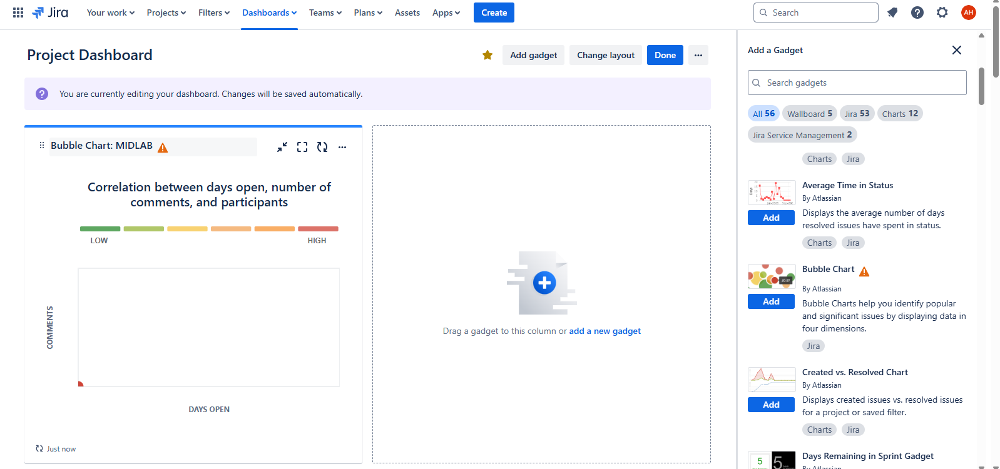 Jira
Your work
Projects
Filters
Dashboards
Teams
Plans
Assets
Apps
Create
Search
AH
Project Dashboard
Add gadget
Change layout
Done
You are currently editing your dashboard. Changes will be saved automatically.
Bubble Chart: MIDLAB
Correlation between days open, number of
comments, and participants
LOW
HIGH
COMMENTS
DAYS OPEN
Just now
Drag a gadget to this column or add a new gadget
Add a Gadget
Search gadgets
All 56
Wallboard 5
Jira 53
Charts 12
Jira Service Management 2
Charts
Jira
Average Time in Status
By Atlassian
Add
Displays the average number of days
resolved issues have spent in status.
Charts
Jira
Bubble Chart
By Atlassian
Add
Bubble Charts help you identify popular
and significant issues by displaying data in
four dimensions.
Jira
Created vs. Resolved Chart
By Atlassian
Add
Displays created issues vs. resolved issues
for a project or saved filter.
Charts
Jira
5
5
Days Remaining in Sprint Gadget
By Atlassian